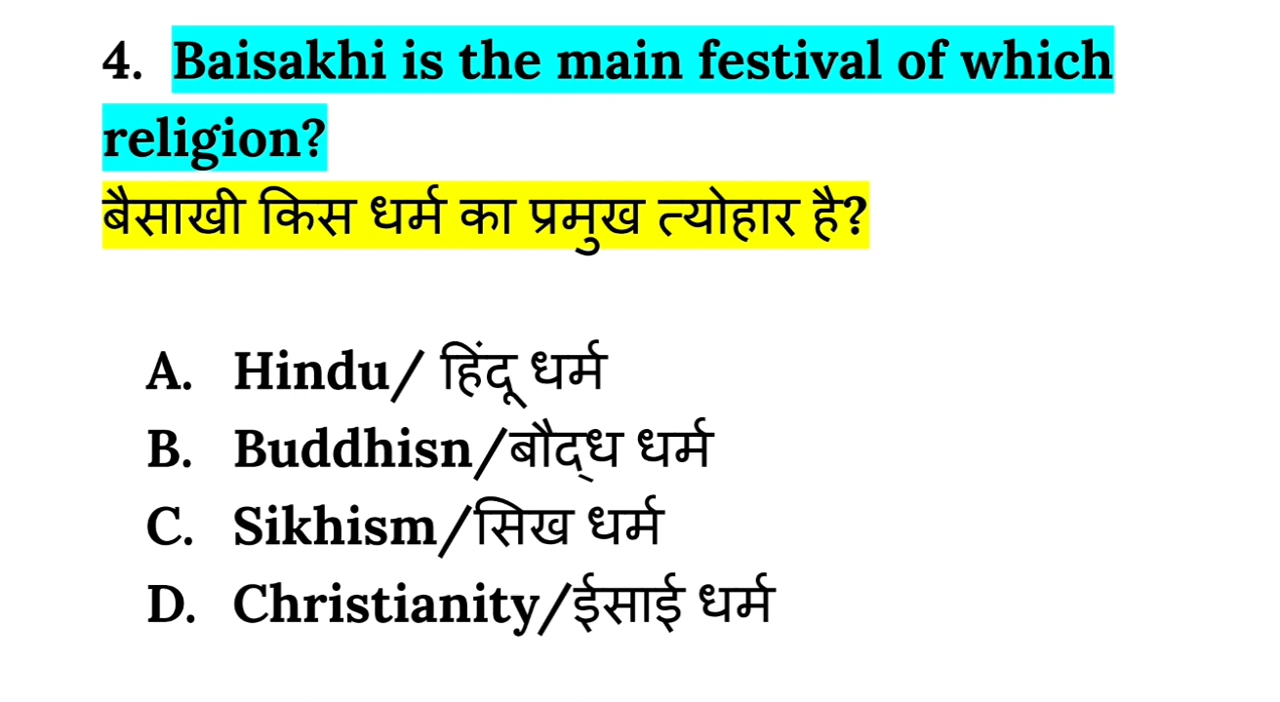 4. Baisakhi is the main festival of which
religion?
बैसाखी किस धर्म का प्रमुख त्योहार है?
A. Hindu/ हिंदू धर्म
B. Buddhisn/बौद्ध धर्म
C. Sikhism/सिख धर्म
D. Christianity/ईसाई धर्म